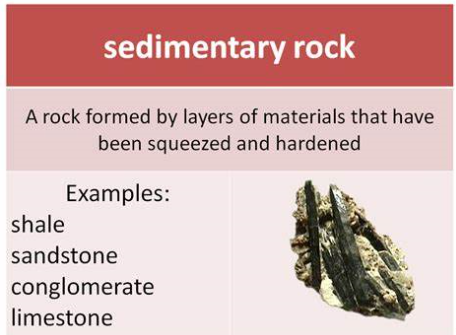 sedimentary rock
A rock formed by layers of materials that have
been squeezed and hardened
Examples:
shale
sandstone
conglomerate
limestone